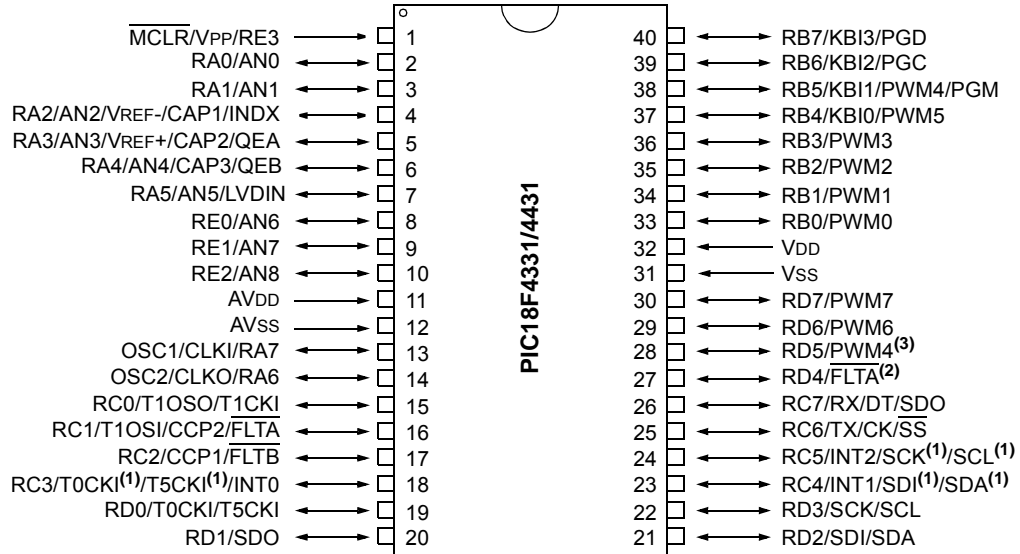 MCLR/VPP/RE3 1 40 RB7/KBI3/PGD
RA0/AN0 2 39 RB6/KBI2/PGC
RA1/AN1 3 38 RB5/KBI1/PWM4/PGM
RA2/AN2/VREF-/CAP1/INDX 4 37 RB4/KBI0/PWM5
RA3/AN3/VREF+/CAP2/QEA 5 36 RB3/PWM3
RA4/AN4/CAP3/QEB 6 35 RB2/PWM2
RA5/AN5/LVDIN 7 34 RB1/PWM1
RE0/AN6 8 33 RB0/PWM0
RE1/AN7 9 32 VDD
RE2/AN8 10 31 VSS
AVDD 11 30 RD7/PWM7
AVSS 12 29 RD6/PWM6
OSC1/CLKI/RA7 13 28 RD5/PWM4(3)
OSC2/CLKO/RA6 14 27 RD4/FLTA(2)
RC0/T1OSO/T1CKI 15 26 RC7/RX/DT/SDO
RC1/T1OSI/CCP2/FLTA 16 25 RC6/TX/CK/SS
RC2/CCP1/FLTB 17 24 RC5/INT2/SCK(1)/SCL(1)
RC3/T0CKI(1)/T5CKI(1)/INT0 18 23 RC4/INT1/SDI(1)/SDA(1)
RD0/T0CKI/T5CKI 19 22 RD3/SCK/SCL
RD1/SDO 20 21 RD2/SDI/SDA
PIC18F4331/4431